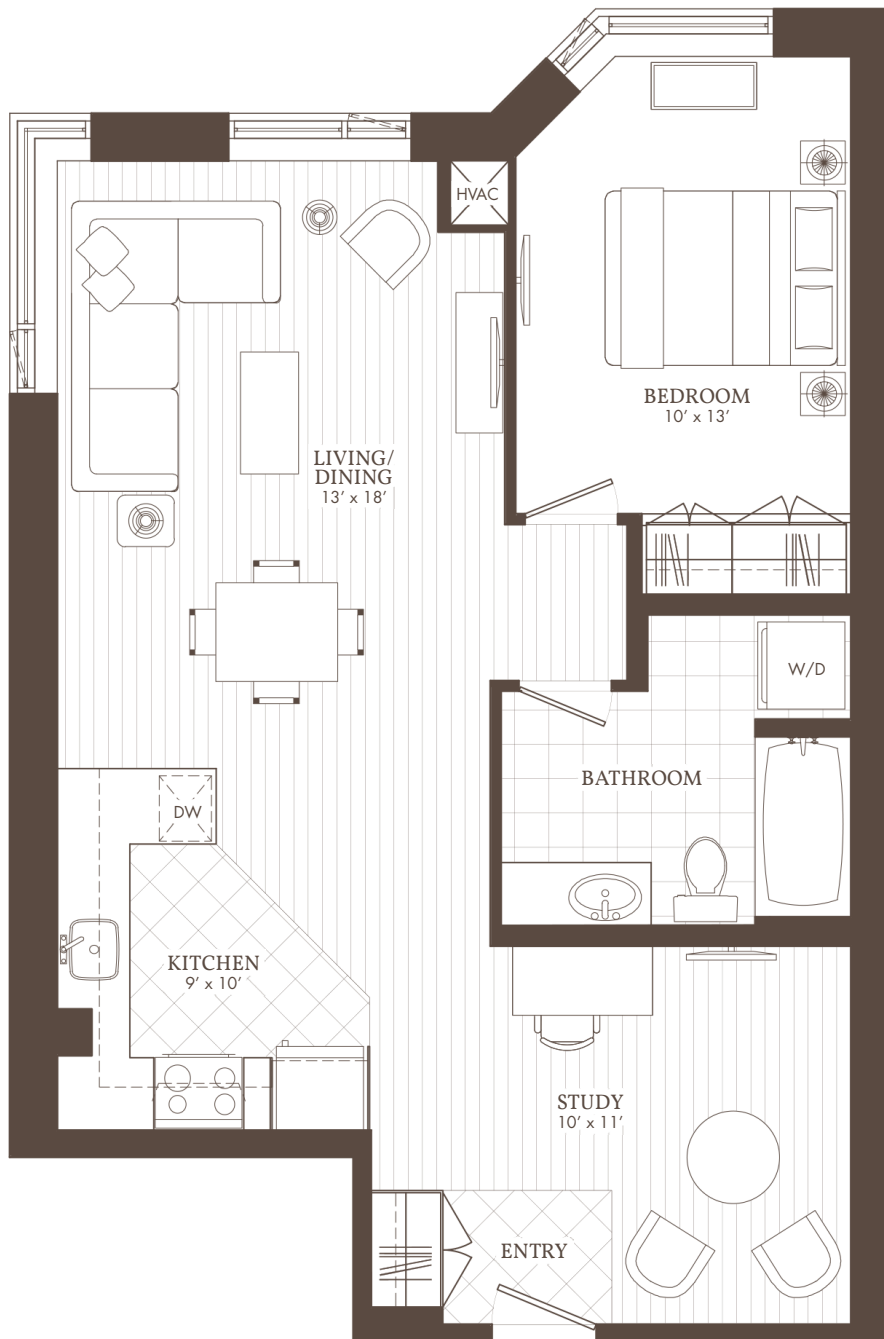 HVAC
BEDROOM
10’ x 13’
LIVING/
DINING
13’ x 18’
W/D
BATHROOM
DW
KITCHEN
9’ x 10’
STUDY
10’ x 11’
ENTRY